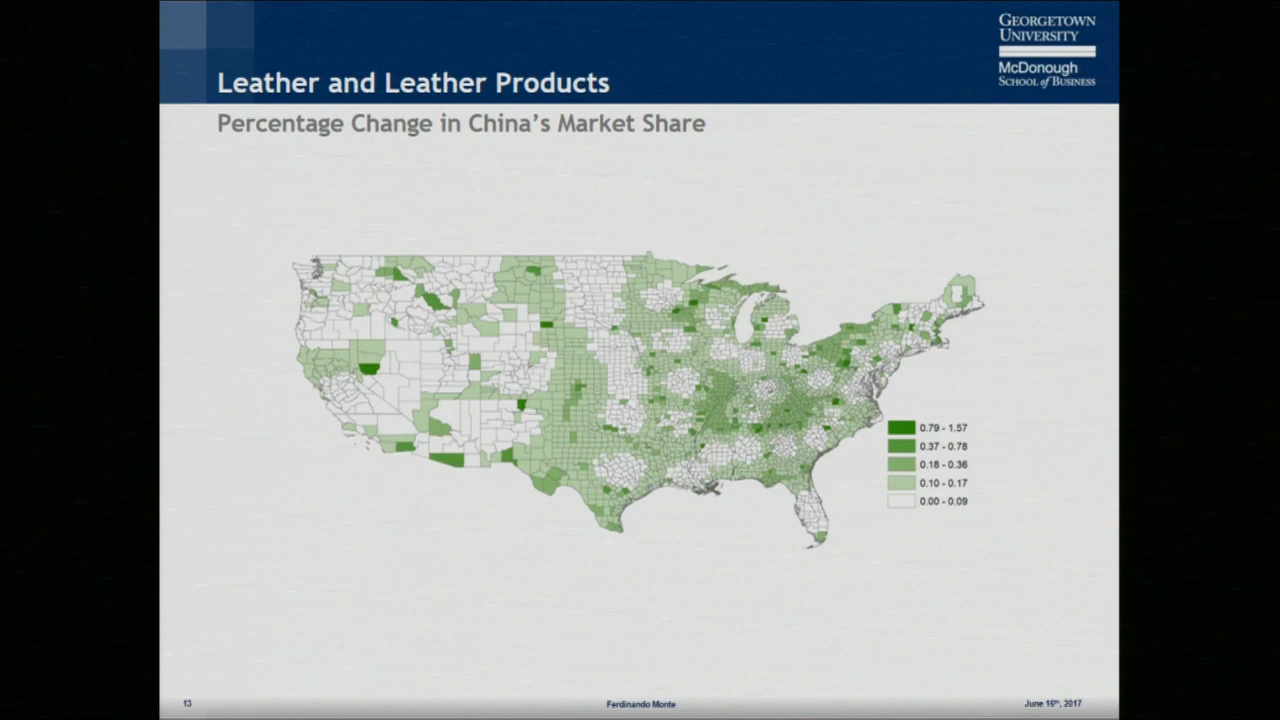 GEORGETOWN
UNIVERSITY
McDonough
SCHOOL of BUSINESS
Leather and Leather Products
Percentage Change in China's Market Share
0.79 - 1.57
0.37 - 0.78
0.18 - 0.36
0.10 - 0.17
0.00 - 0.09
13
Ferdinando Monte
June 16th, 2017